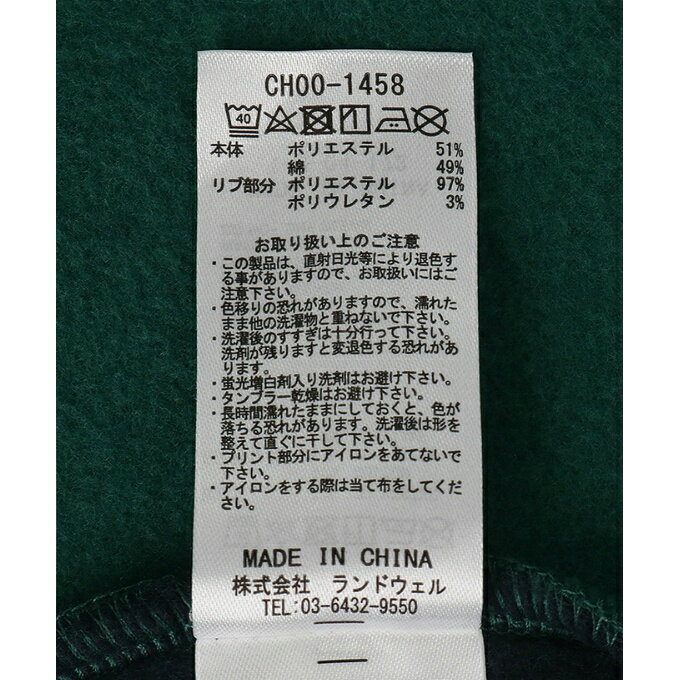 CH00-1458
40
本体 ポリエステル 51%
綿 49%
リブ部分 ポリエステル 97%
ポリウレタン 3%
お取り扱い上のご注意
・この製品は、直射日光等により退色す
る事がありますので、お取扱いにはご
注意下さい。
・色移りの恐れがありますので、濡れた
まま他の洗濯物と重ねないで下さい。
・洗濯後のすすぎは十分行って下さい。
洗剤が残りますと変退色する恐れがあ
ります。
・蛍光増白剤入り洗剤はお避け下さい。
・タンブラー乾燥はお避け下さい。
・長時間濡れたままにしておくと、色が
落ちる恐れがあります。洗濯後は形を
整えて直ぐに干して下さい。
・プリント部分にアイロンをあてないで
下さい。
・アイロンをする際は当て布をしてくだ
さい。
MADE IN CHINA
株式会社 ランドウェル
TEL:03-6432-9550